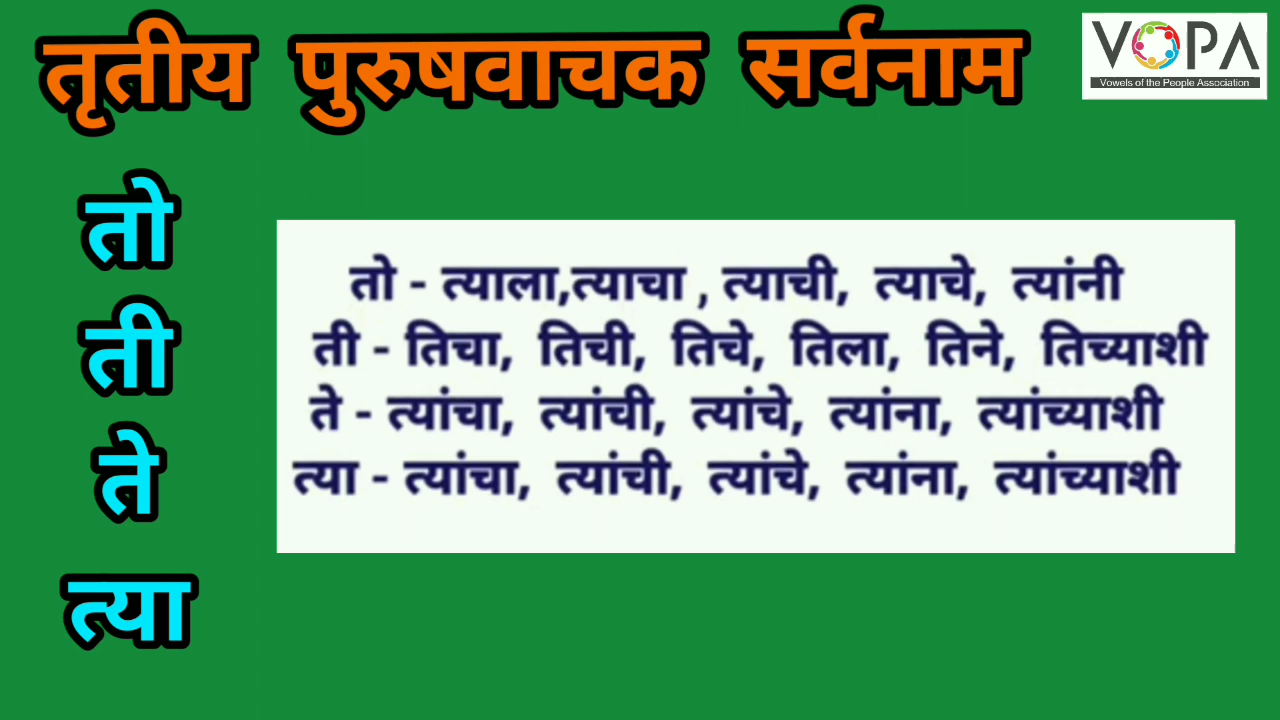 तृतीय पुरुषवाचक सर्वनाम
VOPA
Vowels of the People Association
तो
ती
ते
त्या
तो - त्याला,त्याचा , त्याची, त्याचे, त्यांनी
ती - तिचा, तिची, तिचे, तिला, तिने, तिच्याशी
ते - त्यांचा, त्यांची, त्यांचे, त्यांना, त्यांच्याशी
त्या - त्यांचा, त्यांची, त्यांचे, त्यांना, त्यांच्याशी